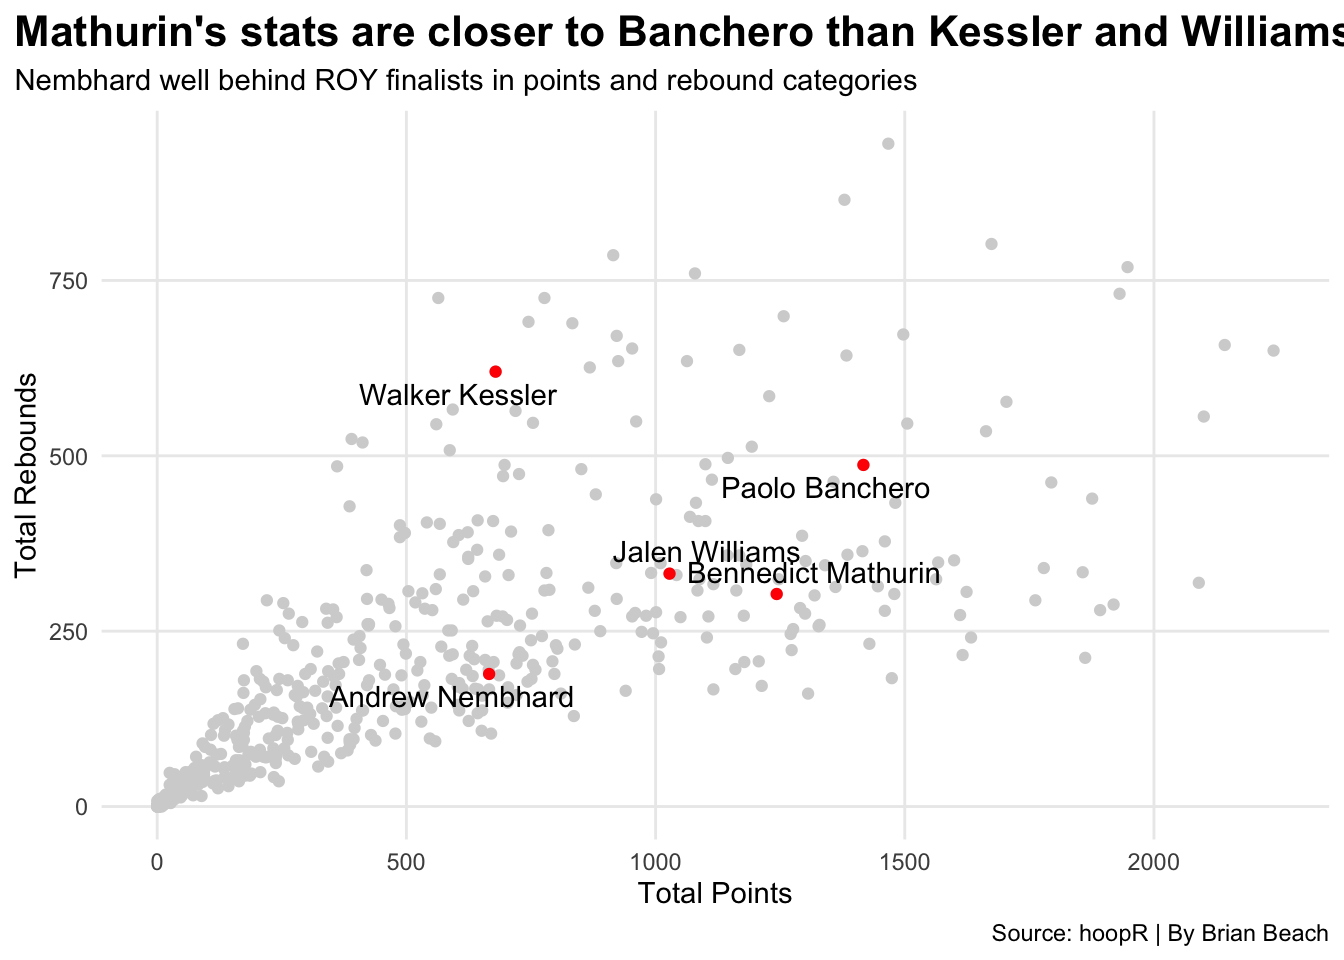 Mathurin's stats are closer to Banchero than Kessler and Williams
Nembhard well behind ROY finalists in points and rebound categories
Total Rebounds
750
500
250
0
Walker Kessler
Paolo Banchero
Jalen Williams
Bennedict Mathurin
Andrew Nembhard
0
500
1000
1500
2000
Total Points
Source: hoopR | By Brian Beach